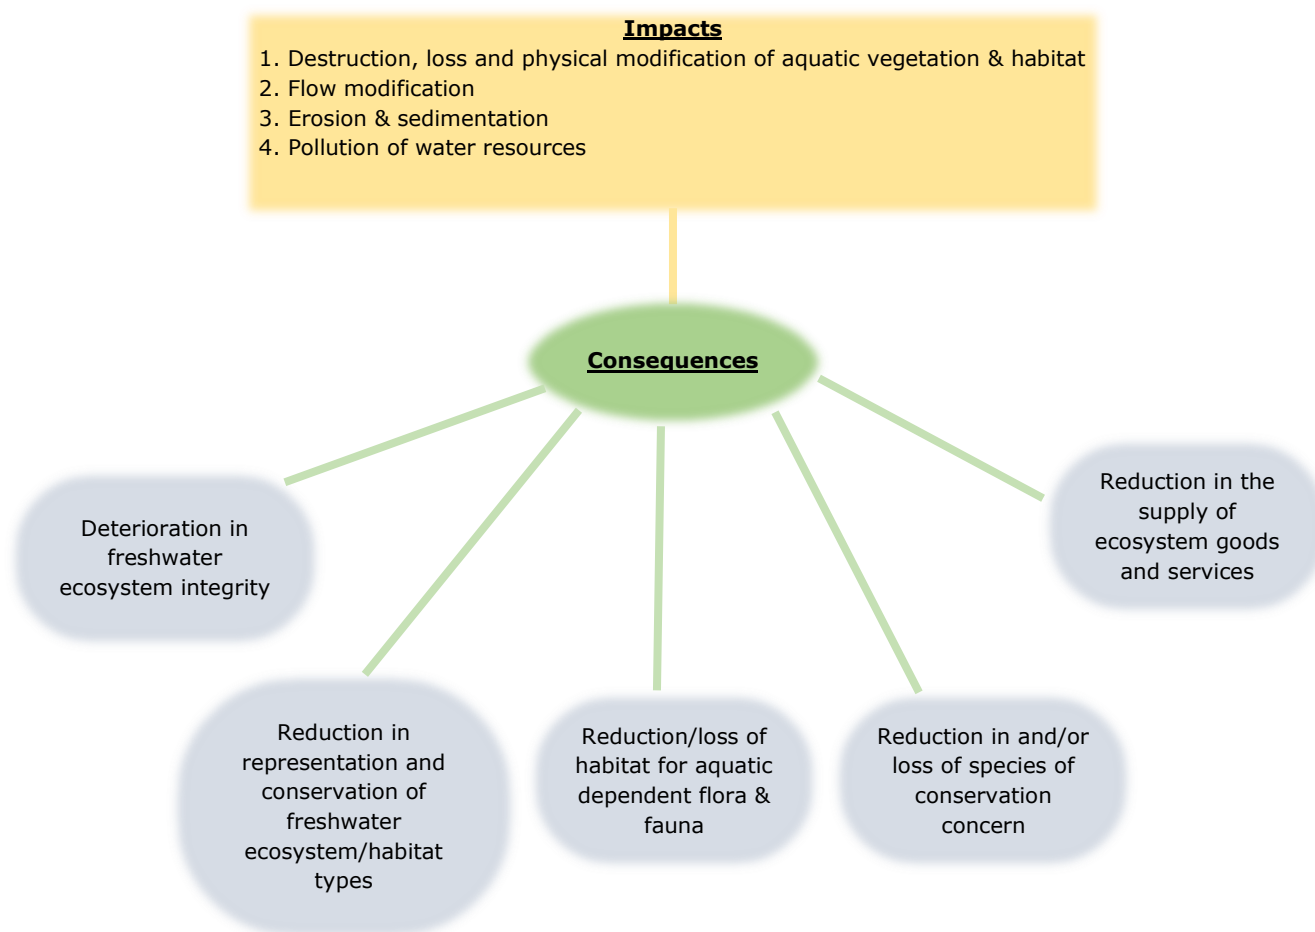 Impacts
1. Destruction, loss and physical modification of aquatic vegetation & habitat
2. Flow modification
3. Erosion & sedimentation
4. Pollution of water resources
Consequences
Deterioration in
freshwater
ecosystem integrity
Reduction in
representation and
conservation of
freshwater
ecosystem/habitat
types
Reduction/loss of
habitat for aquatic
dependent flora &
fauna
Reduction in and/or
loss of species of
conservation
concern
Reduction in the
supply of
ecosystem goods
and services